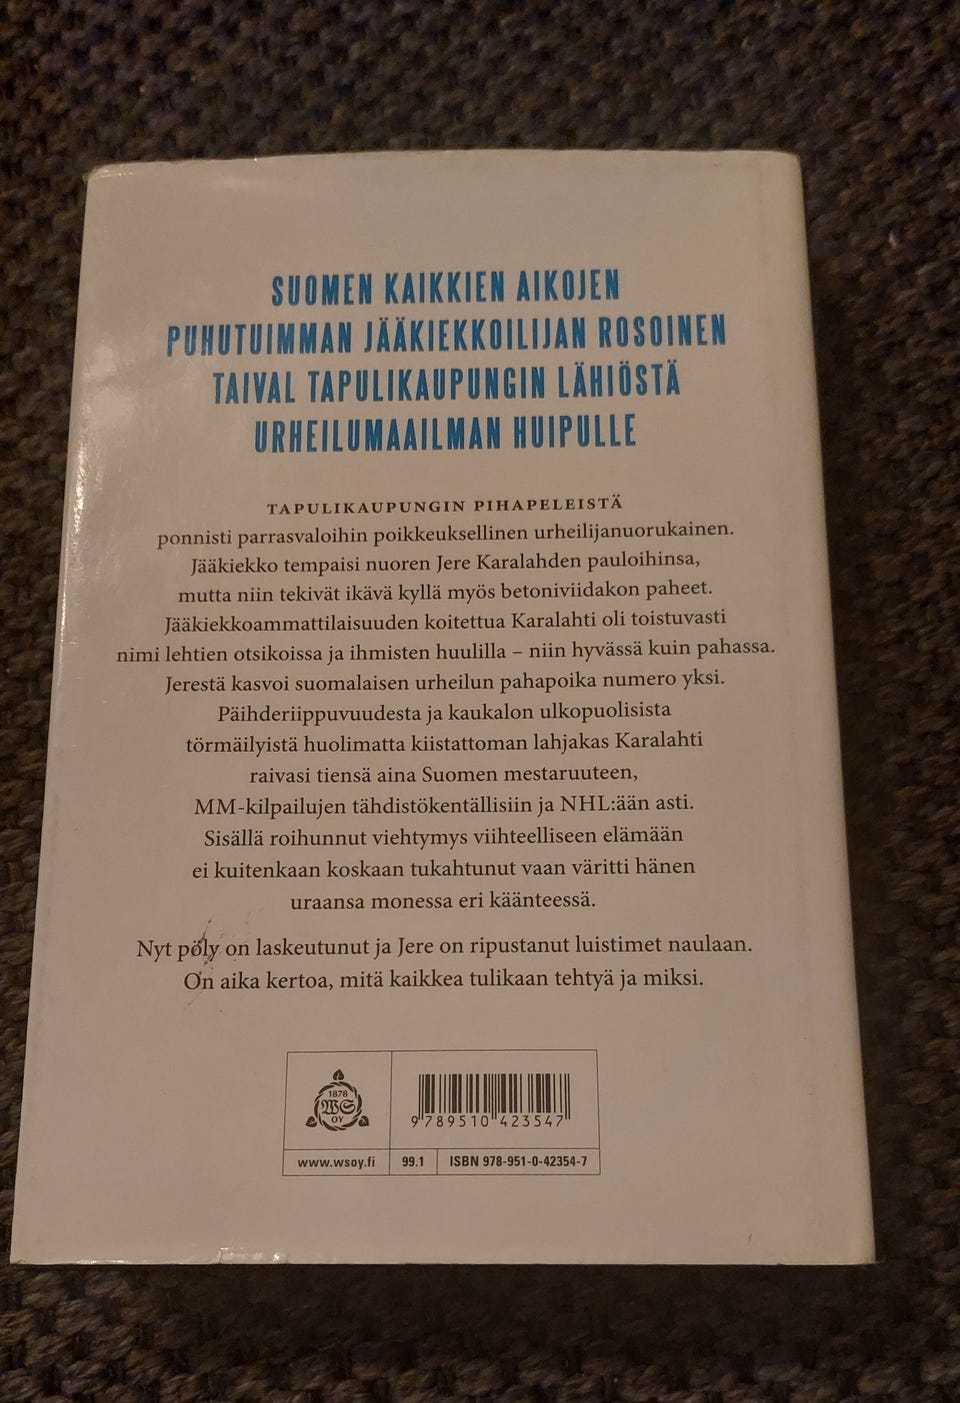 SUOMEN KAIKKIEN AIKOJEN
PUHUTUIMMAN JÄÄKIEKKOILIJAN ROSOINEN
TAIVAL TAPULIKAUPUNGIN LÄHIÖSTÄ
URHEILUMAAILMAN HUIPULLE
TAPULIKAUPUNGIN PIHAPELEISTÄ
ponnisti parrasvaloihin poikkeuksellinen urheilijanuorukainen.
Jääkiekko tempaisi nuoren Jere Karalahden pauloihinsa,
mutta niin tekivät ikävä kyllä myös betoniviidakon paheet.
Jääkiekkoammattilaisuuden koitettua Karalahti oli toistuvasti
nimi lehtien otsikoissa ja ihmisten huulilla – niin hyvässä kuin pahassa.
Jerestä kasvoi suomalaisen urheilun pahapoika numero yksi.
Päihderiippuvuudesta ja kaukalon ulkopuolisista
törmäilyistä huolimatta kiistattoman lahjakas Karalahti
raivasi tiensä aina Suomen mestaruuteen,
MM-kilpailujen tähdistökentällisiin ja NHL:ään asti.
Sisällä roihunnut viehtymys viihteelliseen elämään
ei kuitenkaan koskaan tukahtunut vaan väritti hänen
uraansa monessa eri käänteessä.
Nyt pöly on laskeutunut ja Jere on ripustanut luistimet naulaan.
On aika kertoa, mitä kaikkea tulikaan tehtyä ja miksi.
1878
WS
OY
9 789510 423547
www.wsoy.fi 99.1 ISBN 978-951-0-42354-7